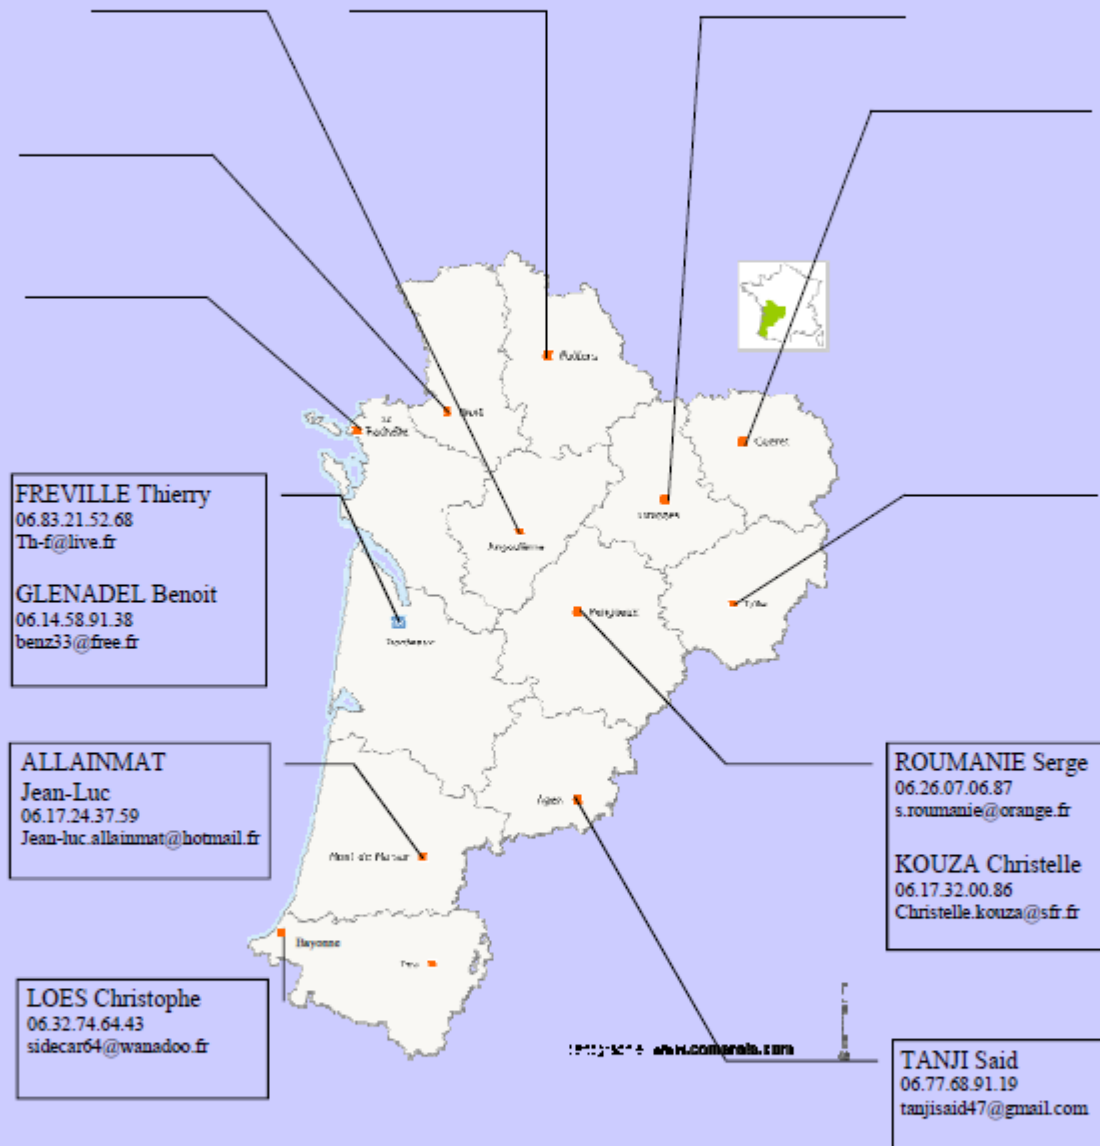 Poitiers
Niort
La
Rochelle
Guéret
Limoges
Angoulême
Tulle
Périgueux
Bordeaux
Agen
Mont de Marsan
Bayonne
Pau
FREVILLE Thierry
06.83.21.52.68
Th-f@live.fr
GLENADEL Benoit
06.14.58.91.38
benz33@free.fr
ALLAINMAT
Jean-Luc
06.17.24.37.59
Jean-luc.allainmat@hotmail.fr
LOES Christophe
06.32.74.64.43
sidecar64@wanadoo.fr
ROUMANIE Serge
06.26.07.06.87
s.roumanie@orange.fr
KOUZA Christelle
06.17.32.00.86
Christelle.kouza@sfr.fr
www.comersis.com
TANJI Said
06.77.68.91.19
tanjisaid47@gmail.com